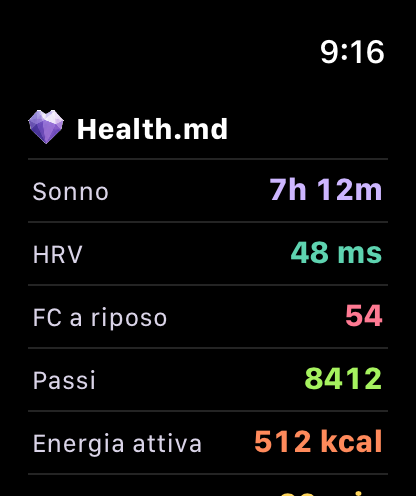 9:16
Health.md
Sonno 7h 12m
HRV 48 ms
FC a riposo 54
Passi 8412
Energia attiva 512 kcal